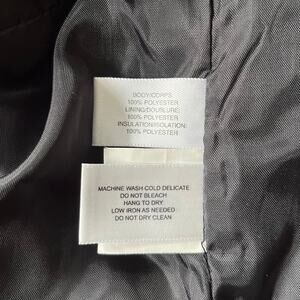 BODY/CORPS:
100% POLYESTER
LINING/DOUBLURE:
100% POLYESTER
INSULATION/ISOLATION:
100% POLYESTER
MACHINE WASH COLD DELICATE
DO NOT BLEACH
HANG TO DRY
LOW IRON AS NEEDED
DO NOT DRY CLEAN